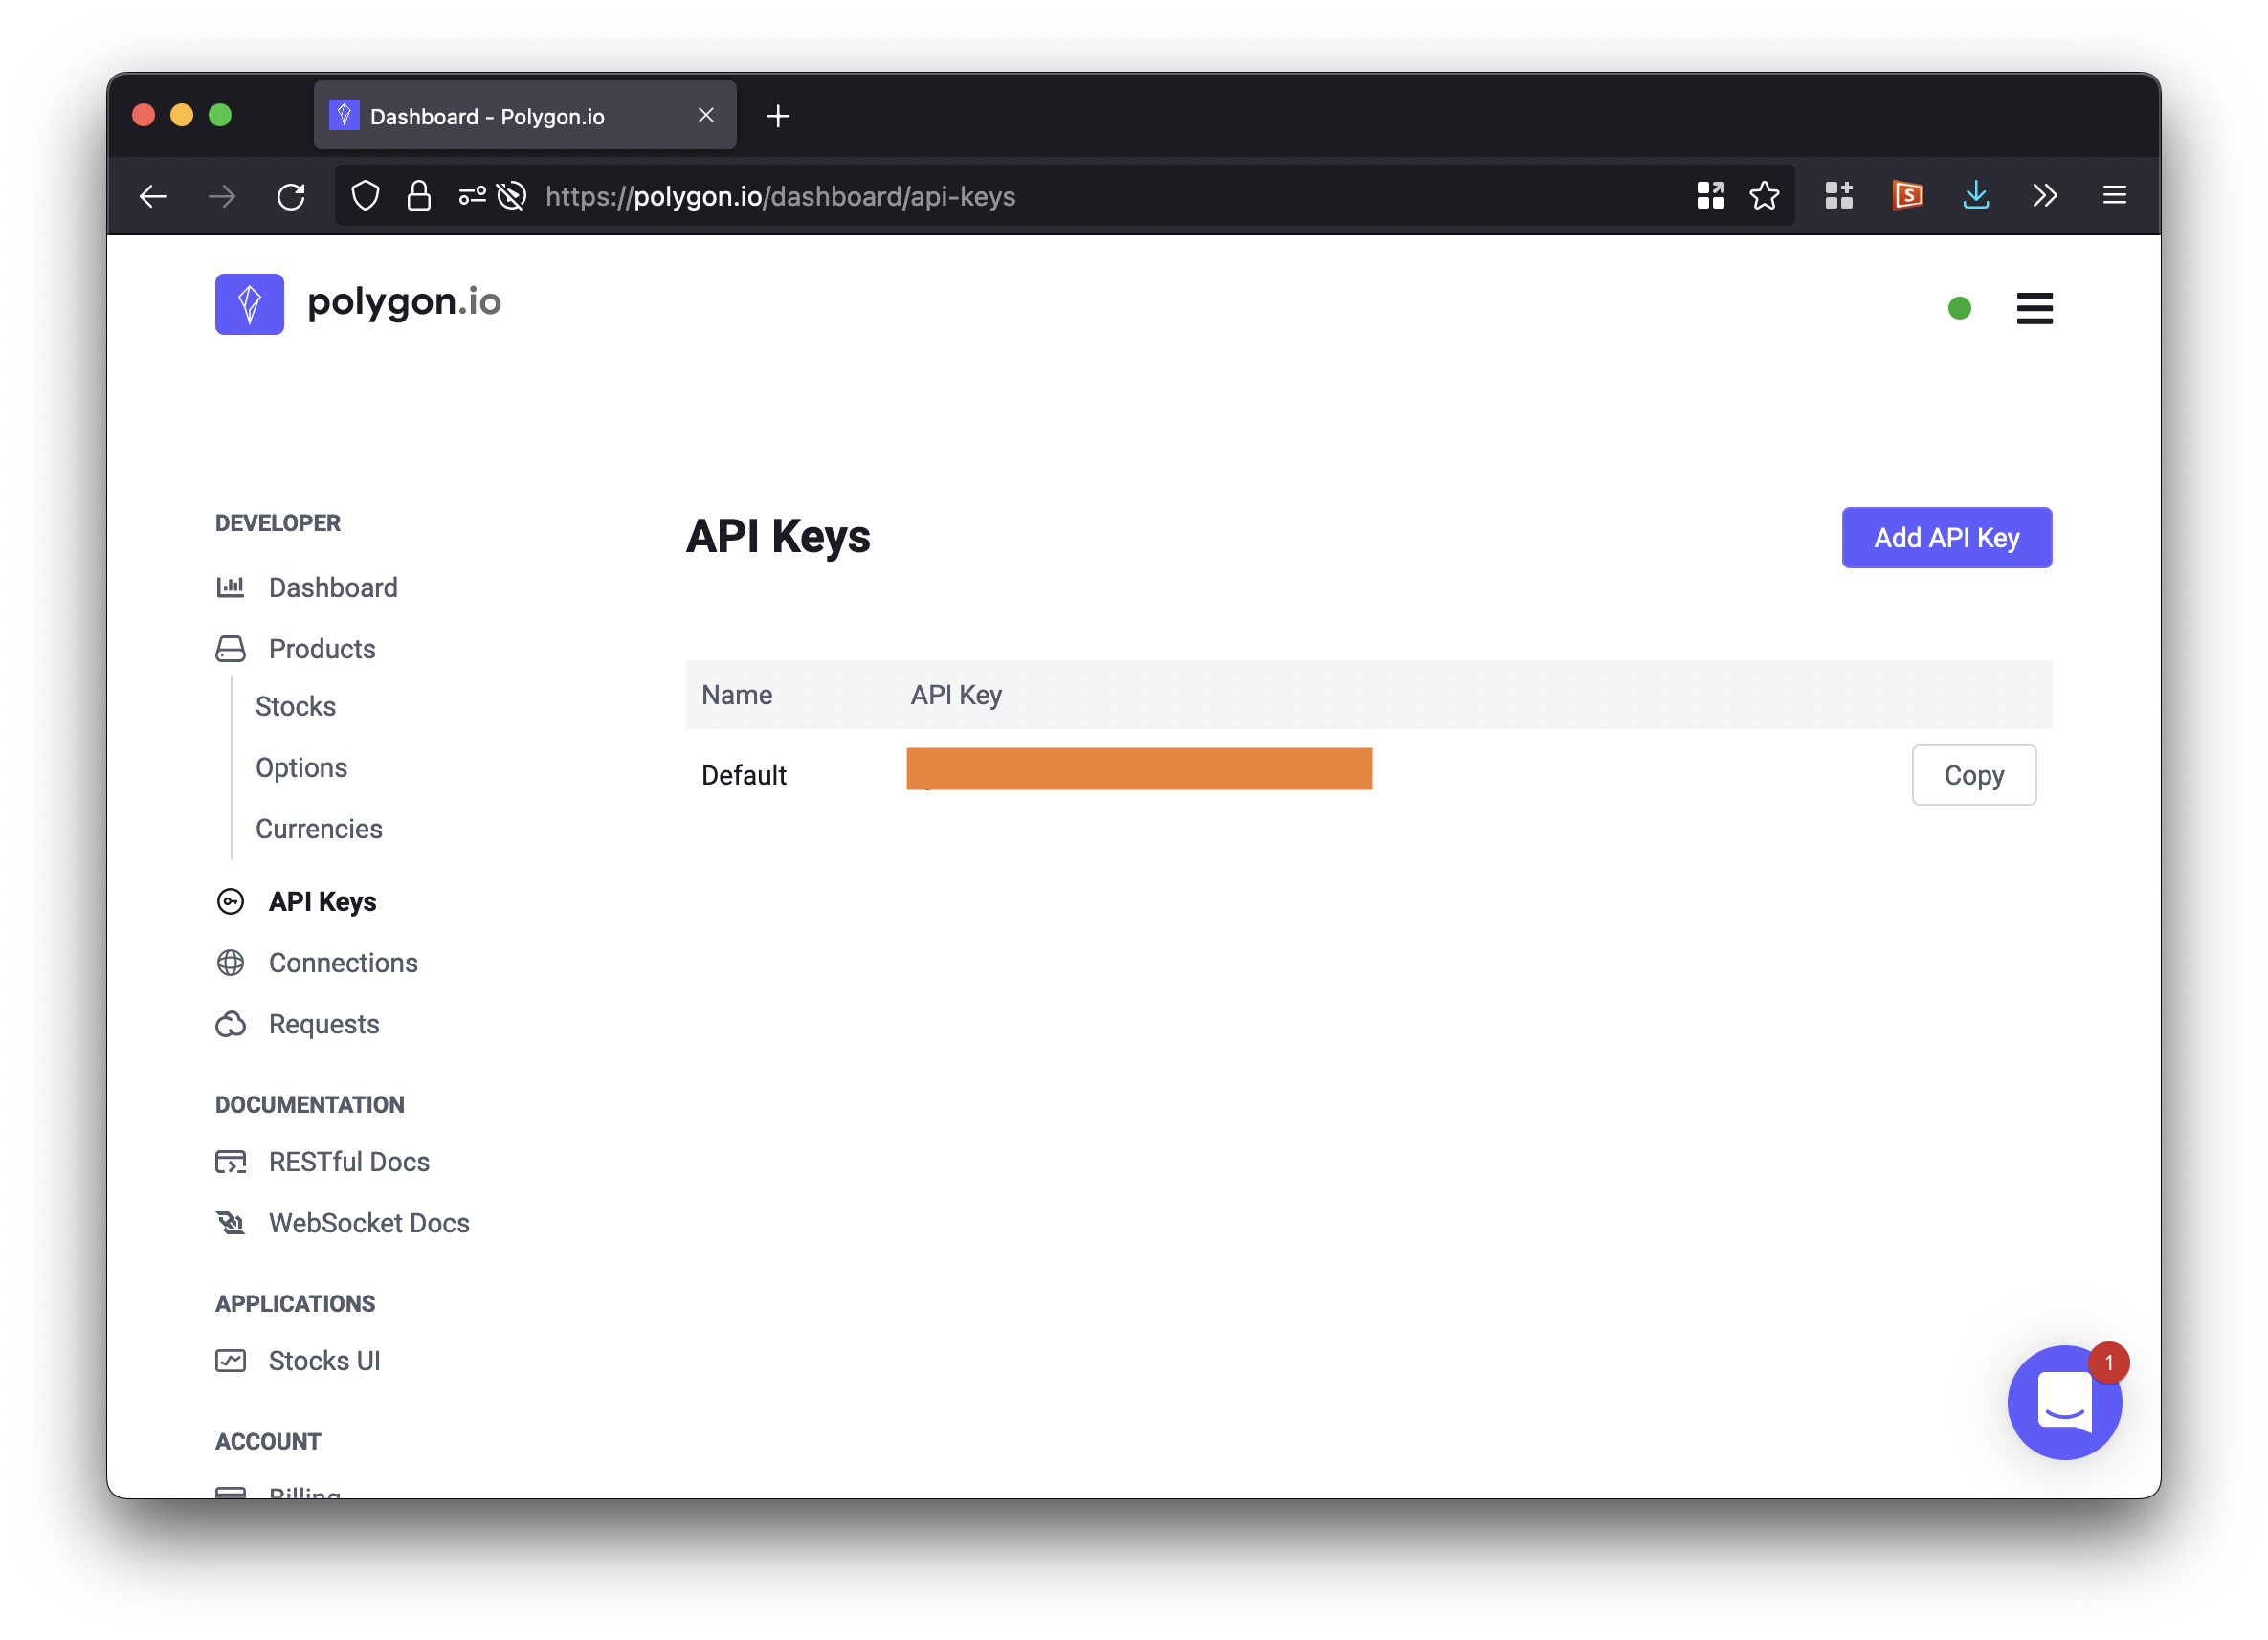 Dashboard - Polygon.io
https://polygon.io/dashboard/api-keys
polygon.io
DEVELOPER
Dashboard
Products
Stocks
Options
Currencies
API Keys
Connections
Requests
DOCUMENTATION
RESTful Docs
WebSocket Docs
APPLICATIONS
Stocks UI
ACCOUNT
Billing
API Keys
Add API Key
Name API Key
Default Copy
S
1